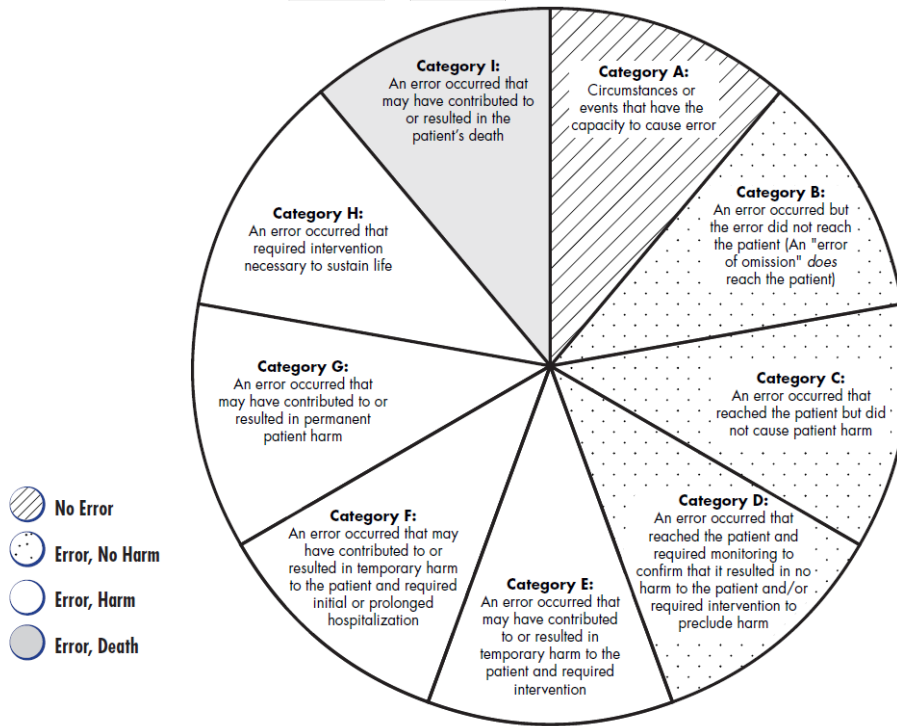 Category I:
An error occurred that
may have contributed to
or resulted in the
patient's death
Category A:
Circumstances or
events that have the
capacity to cause error
Category B:
An error occurred but
the error did not reach
the patient (An "error
of omission" does
reach the patient)
Category C:
An error occurred that
reached the patient but did
not cause patient harm
Category D:
An error occurred that
reached the patient and
required monitoring to
confirm that it resulted in no
harm to the patient and/or
required intervention to
preclude harm
Category E:
An error occurred that
may have contributed
to or resulted in
temporary harm to the
patient and required
intervention
Category F:
An error occurred that may
have contributed to or
resulted in temporary harm
to the patient and required
initial or prolonged
hospitalization
Category G:
An error occurred that
may have contributed to or
resulted in permanent
patient harm
Category H:
An error occurred that
required intervention
necessary to sustain life
No Error
Error, No Harm
Error, Harm
Error, Death